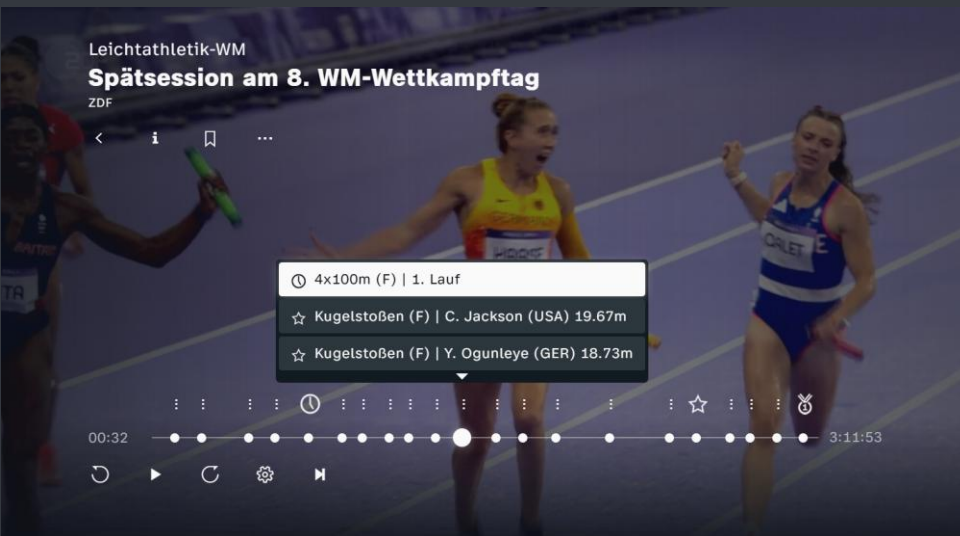 Leichtathletik-WM
Spätsession am 8. WM-Wettkampftag
ZDF
4x100m (F) | 1. Lauf
Kugelstoßen (F) | C. Jackson (USA) 19.67m
Kugelstoßen (F) | Y. Ogunleye (GER) 18.73m
00:32
3:11:53